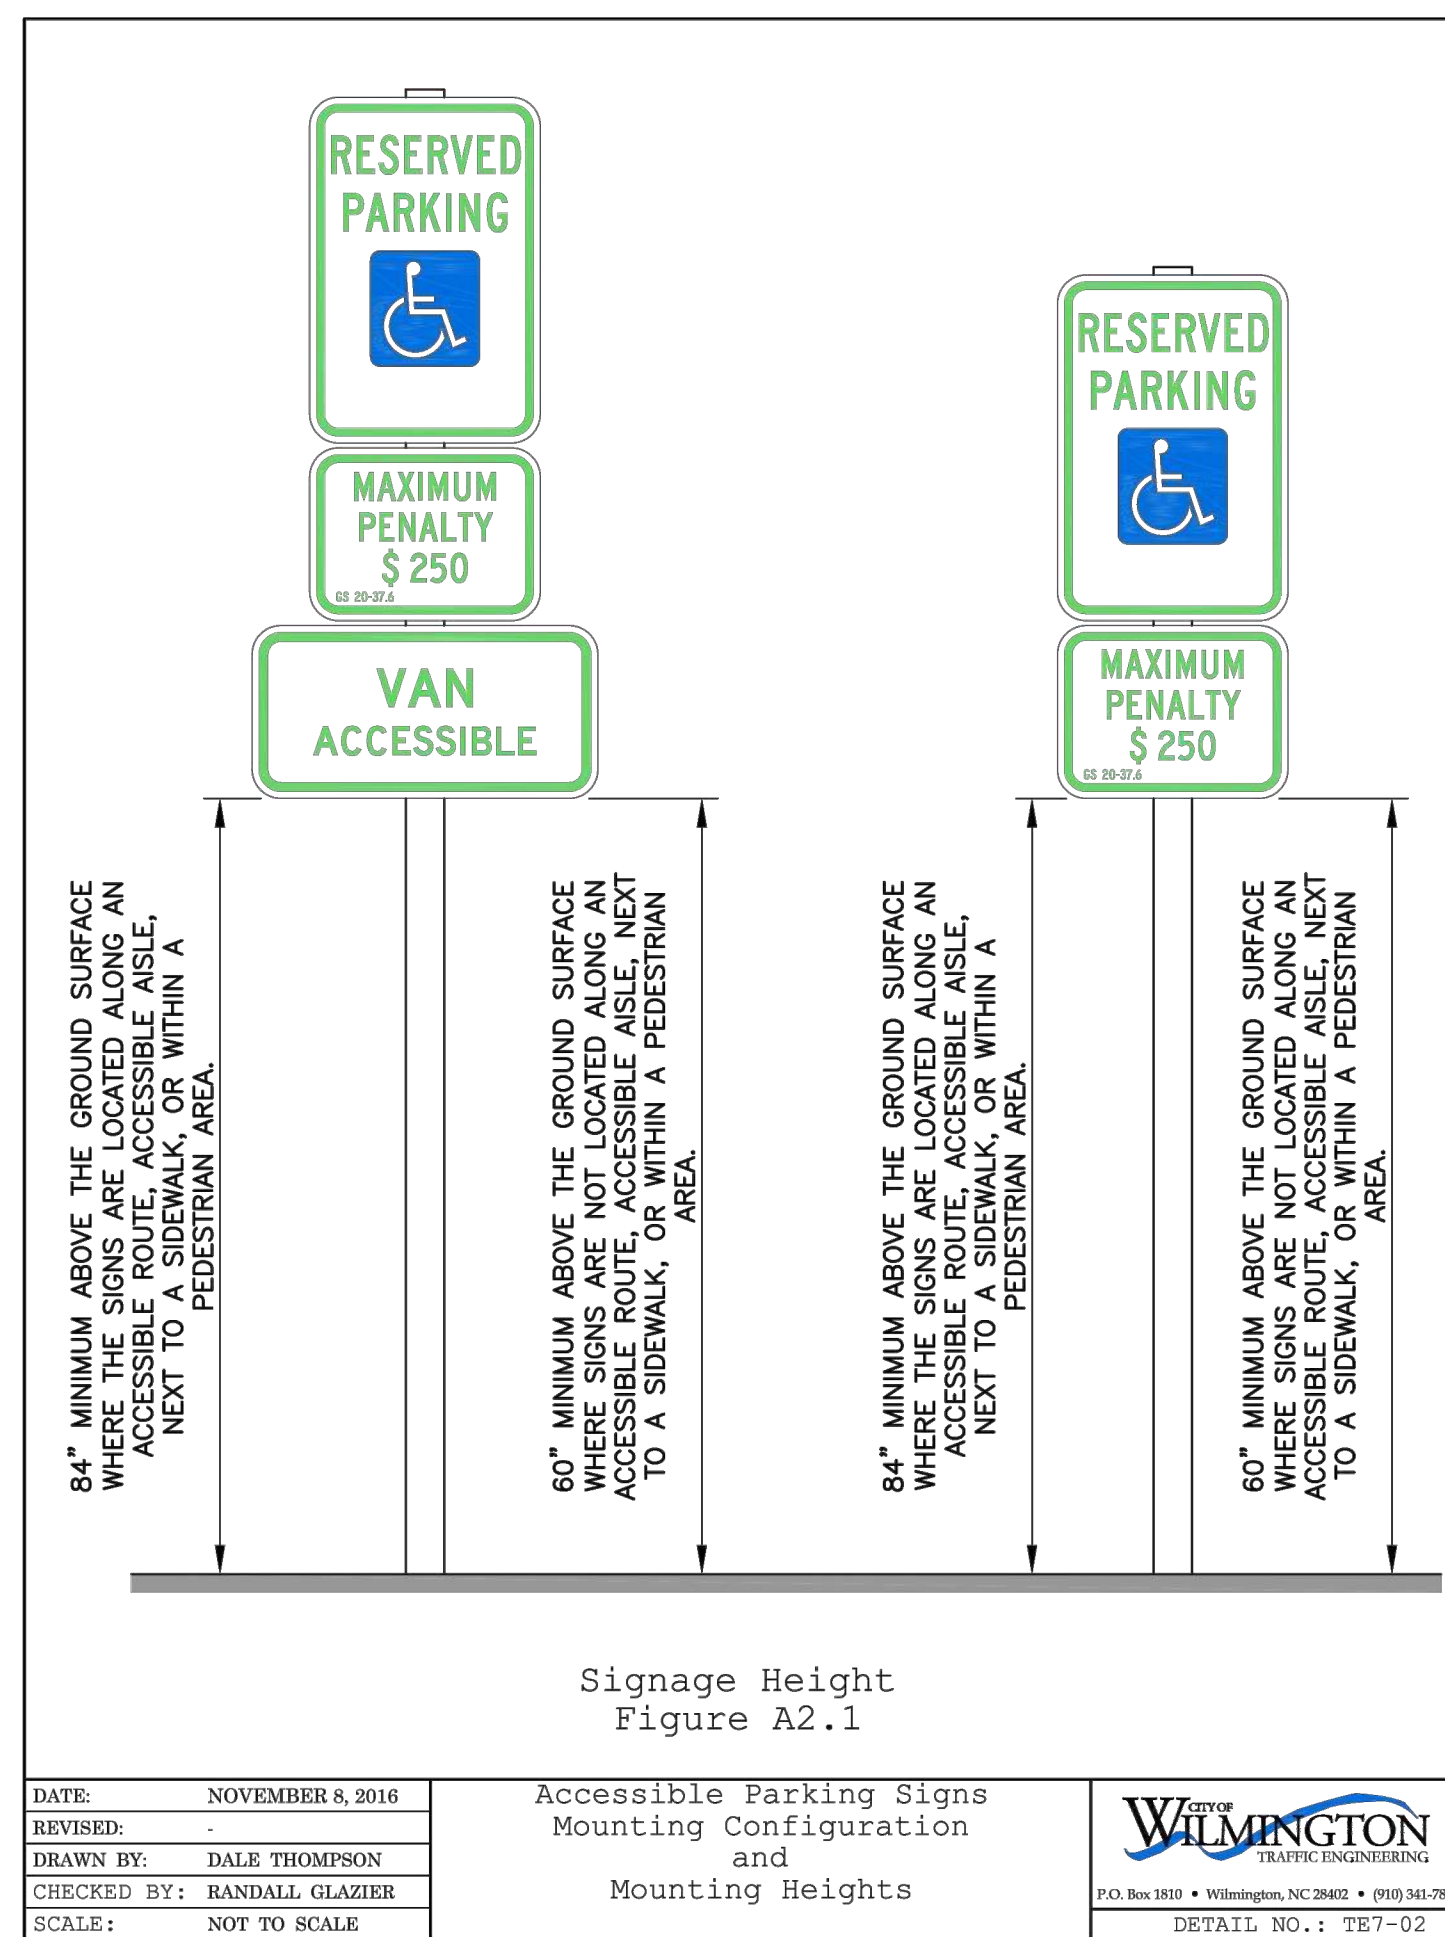 RESERVED
PARKING
MAXIMUM
PENALTY
$ 250
GS 20-37.6
VAN
ACCESSIBLE
RESERVED
PARKING
MAXIMUM
PENALTY
$ 250
GS 20-37.6
84" MINIMUM ABOVE THE GROUND SURFACE
WHERE THE SIGNS ARE LOCATED ALONG AN
ACCESSIBLE ROUTE, ACCESSIBLE AISLE,
NEXT TO A SIDEWALK, OR WITHIN A
PEDESTRIAN AREA.
60" MINIMUM ABOVE THE GROUND SURFACE
WHERE SIGNS ARE NOT LOCATED ALONG AN
ACCESSIBLE ROUTE, ACCESSIBLE AISLE, NEXT
TO A SIDEWALK, OR WITHIN A PEDESTRIAN
AREA.
84" MINIMUM ABOVE THE GROUND SURFACE
WHERE THE SIGNS ARE LOCATED ALONG AN
ACCESSIBLE ROUTE, ACCESSIBLE AISLE,
NEXT TO A SIDEWALK, OR WITHIN A
PEDESTRIAN AREA.
60" MINIMUM ABOVE THE GROUND SURFACE
WHERE SIGNS ARE NOT LOCATED ALONG AN
ACCESSIBLE ROUTE, ACCESSIBLE AISLE, NEXT
TO A SIDEWALK, OR WITHIN A PEDESTRIAN
AREA.
Signage Height
Figure A2.1
DATE: NOVEMBER 8, 2016
REVISED: -
DRAWN BY: DALE THOMPSON
CHECKED BY: RANDALL GLAZIER
SCALE: NOT TO SCALE
Accessible Parking Signs
Mounting Configuration
and
Mounting Heights
CITY OF
WILMINGTON
TRAFFIC ENGINEERING
P.O. Box 1810 • Wilmington, NC 28402 • (910) 341-78
DETAIL NO.: TE7-02